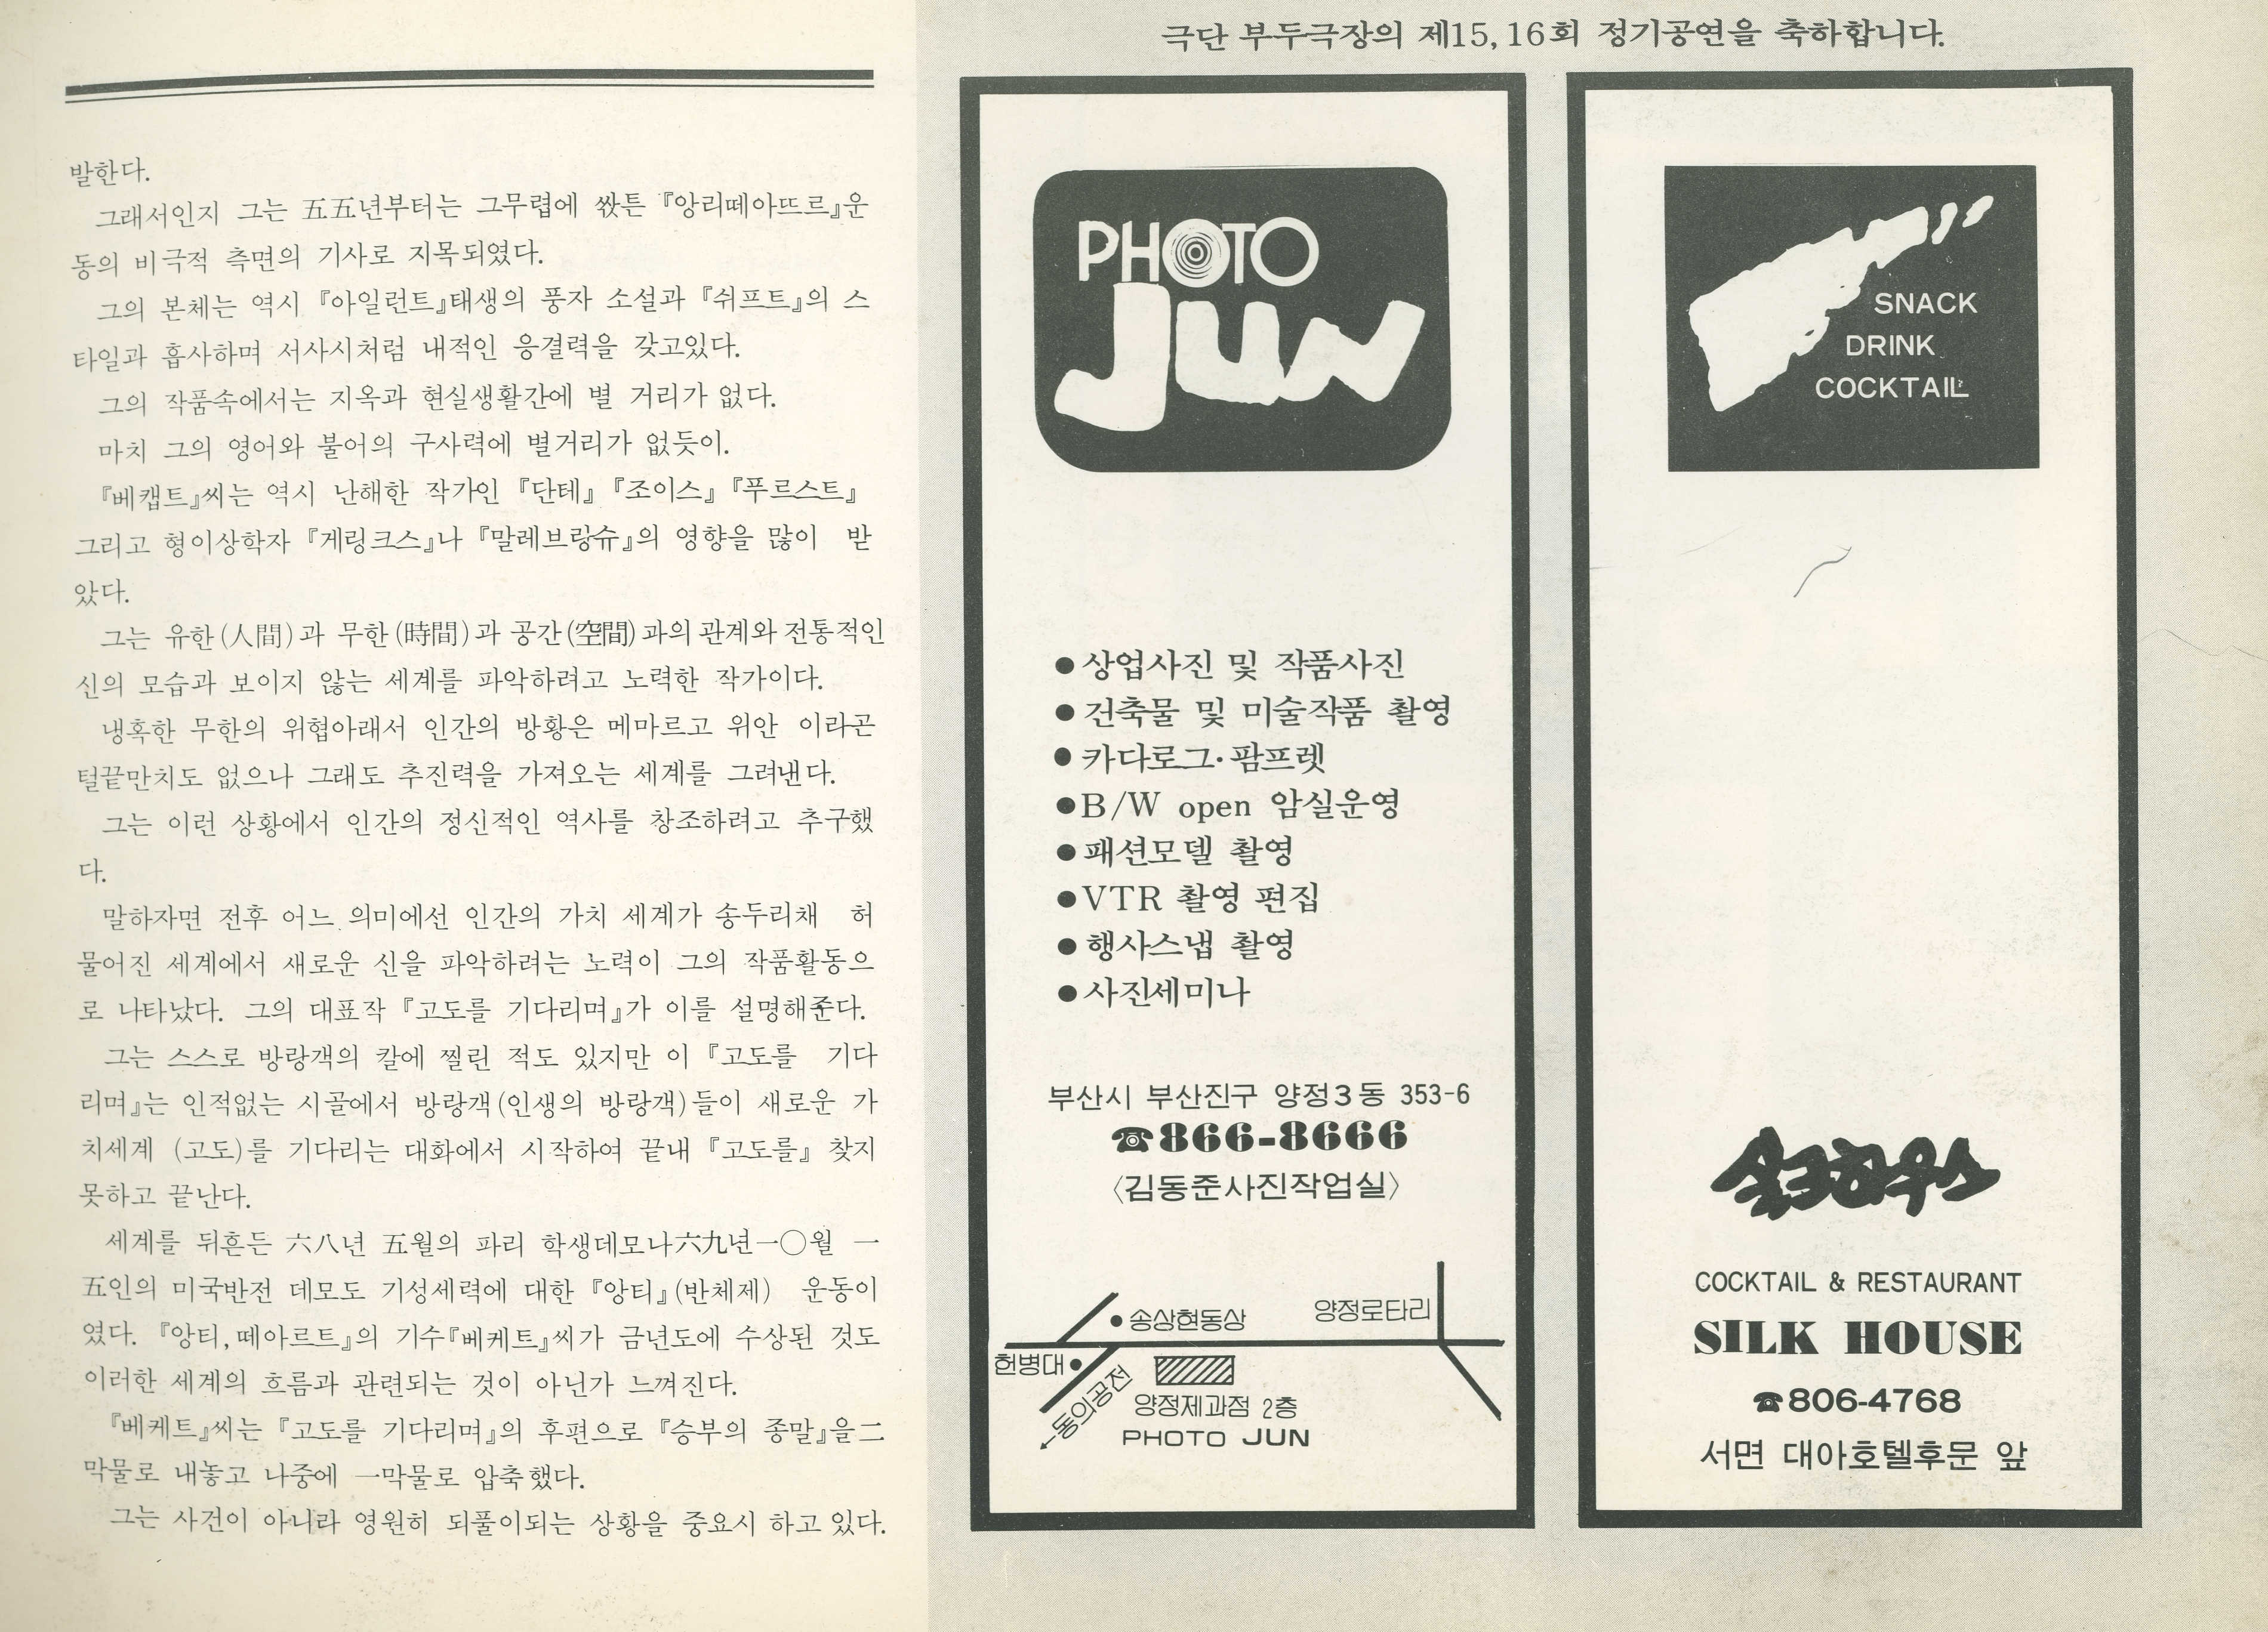 발한다.
그래서인지 그는 五五년부터는 그무렵에 싻튼 『앙리떼아뜨르』운
동의 비극적 측면의 기사로 지목되였다.
그의 본체는 역시 『아일런트』태생의 풍자 소설과 『쉬프트』의 스
타일과 흡사하며 서사시처럼 내적인 응결력을 갖고있다.
그의 작품속에서는 지옥과 현실생활간에 별 거리가 없다.
마치 그의 영어와 불어의 구사력에 별거리가 없듯이.
『베캡트』씨는 역시 난해한 작가인 『단테』 『조이스』 『푸르스트』
그리고 형이상학자 『게링크스』나 『말레브랑슈』의 영향을 많이 받
았다.
그는 유한(人間)과 무한(時間)과 공간(空間)과의 관계와 전통적인
신의 모습과 보이지 않는 세계를 파악하려고 노력한 작가이다.
냉혹한 무한의 위협아래서 인간의 방황은 메마르고 위안 이라곤
털끝만치도 없으나 그래도 추진력을 가져오는 세계를 그려낸다.
그는 이런 상황에서 인간의 정신적인 역사를 창조하려고 추구했
다.
말하자면 전후 어느 의미에선 인간의 가치 세계가 송두리채 허
물어진 세계에서 새로운 신을 파악하려는 노력이 그의 작품활동으
로 나타났다. 그의 대표작 『고도를 기다리며』가 이를 설명해준다.
그는 스스로 방랑객의 칼에 찔린 적도 있지만 이 『고도를 기다
리며』는 인적없는 시골에서 방랑객(인생의 방랑객)들이 새로운 가
치세계 (고도)를 기다리는 대화에서 시작하여 끝내 『고도를』 찾지
못하고 끝난다.
세계를 뒤흔든 六八년 五월의 파리 학생데모나六九년一〇월 一
五인의 미국반전 데모도 기성세력에 대한 『앙티』(반체제) 운동이
였다. 『앙티,떼아르트』의 기수『베케트』씨가 금년도에 수상된 것도
이러한 세계의 흐름과 관련되는 것이 아닌가 느껴진다.
『베케트』씨는 『고도를 기다리며』의 후편으로 『승부의 종말』을二
막물로 내놓고 나중에 一막물로 압축했다.
그는 사건이 아니라 영원히 되풀이되는 상황을 중요시 하고 있다.
극단 부두극장의 제15, 16회 정기공연을 축하합니다.
PHOTO
JUN
●상업사진 및 작품사진
●건축물 및 미술작품 촬영
●카다로그·팜프렛
●B/W open 암실운영
●패션모델 촬영
●VTR 촬영 편집
●행사스냅 촬영
●사진세미나
부산시 부산진구 양정3동 353-6
☎866-8666
〈김동준사진작업실〉
송상현동상
양정로타리
헌병대
←동의공전
양정제과점 2층
PHOTO JUN
SNACK
DRINK
COCKTAIL
실크하우스
COCKTAIL & RESTAURANT
SILK HOUSE
☎806-4768
서면 대아호텔후문 앞